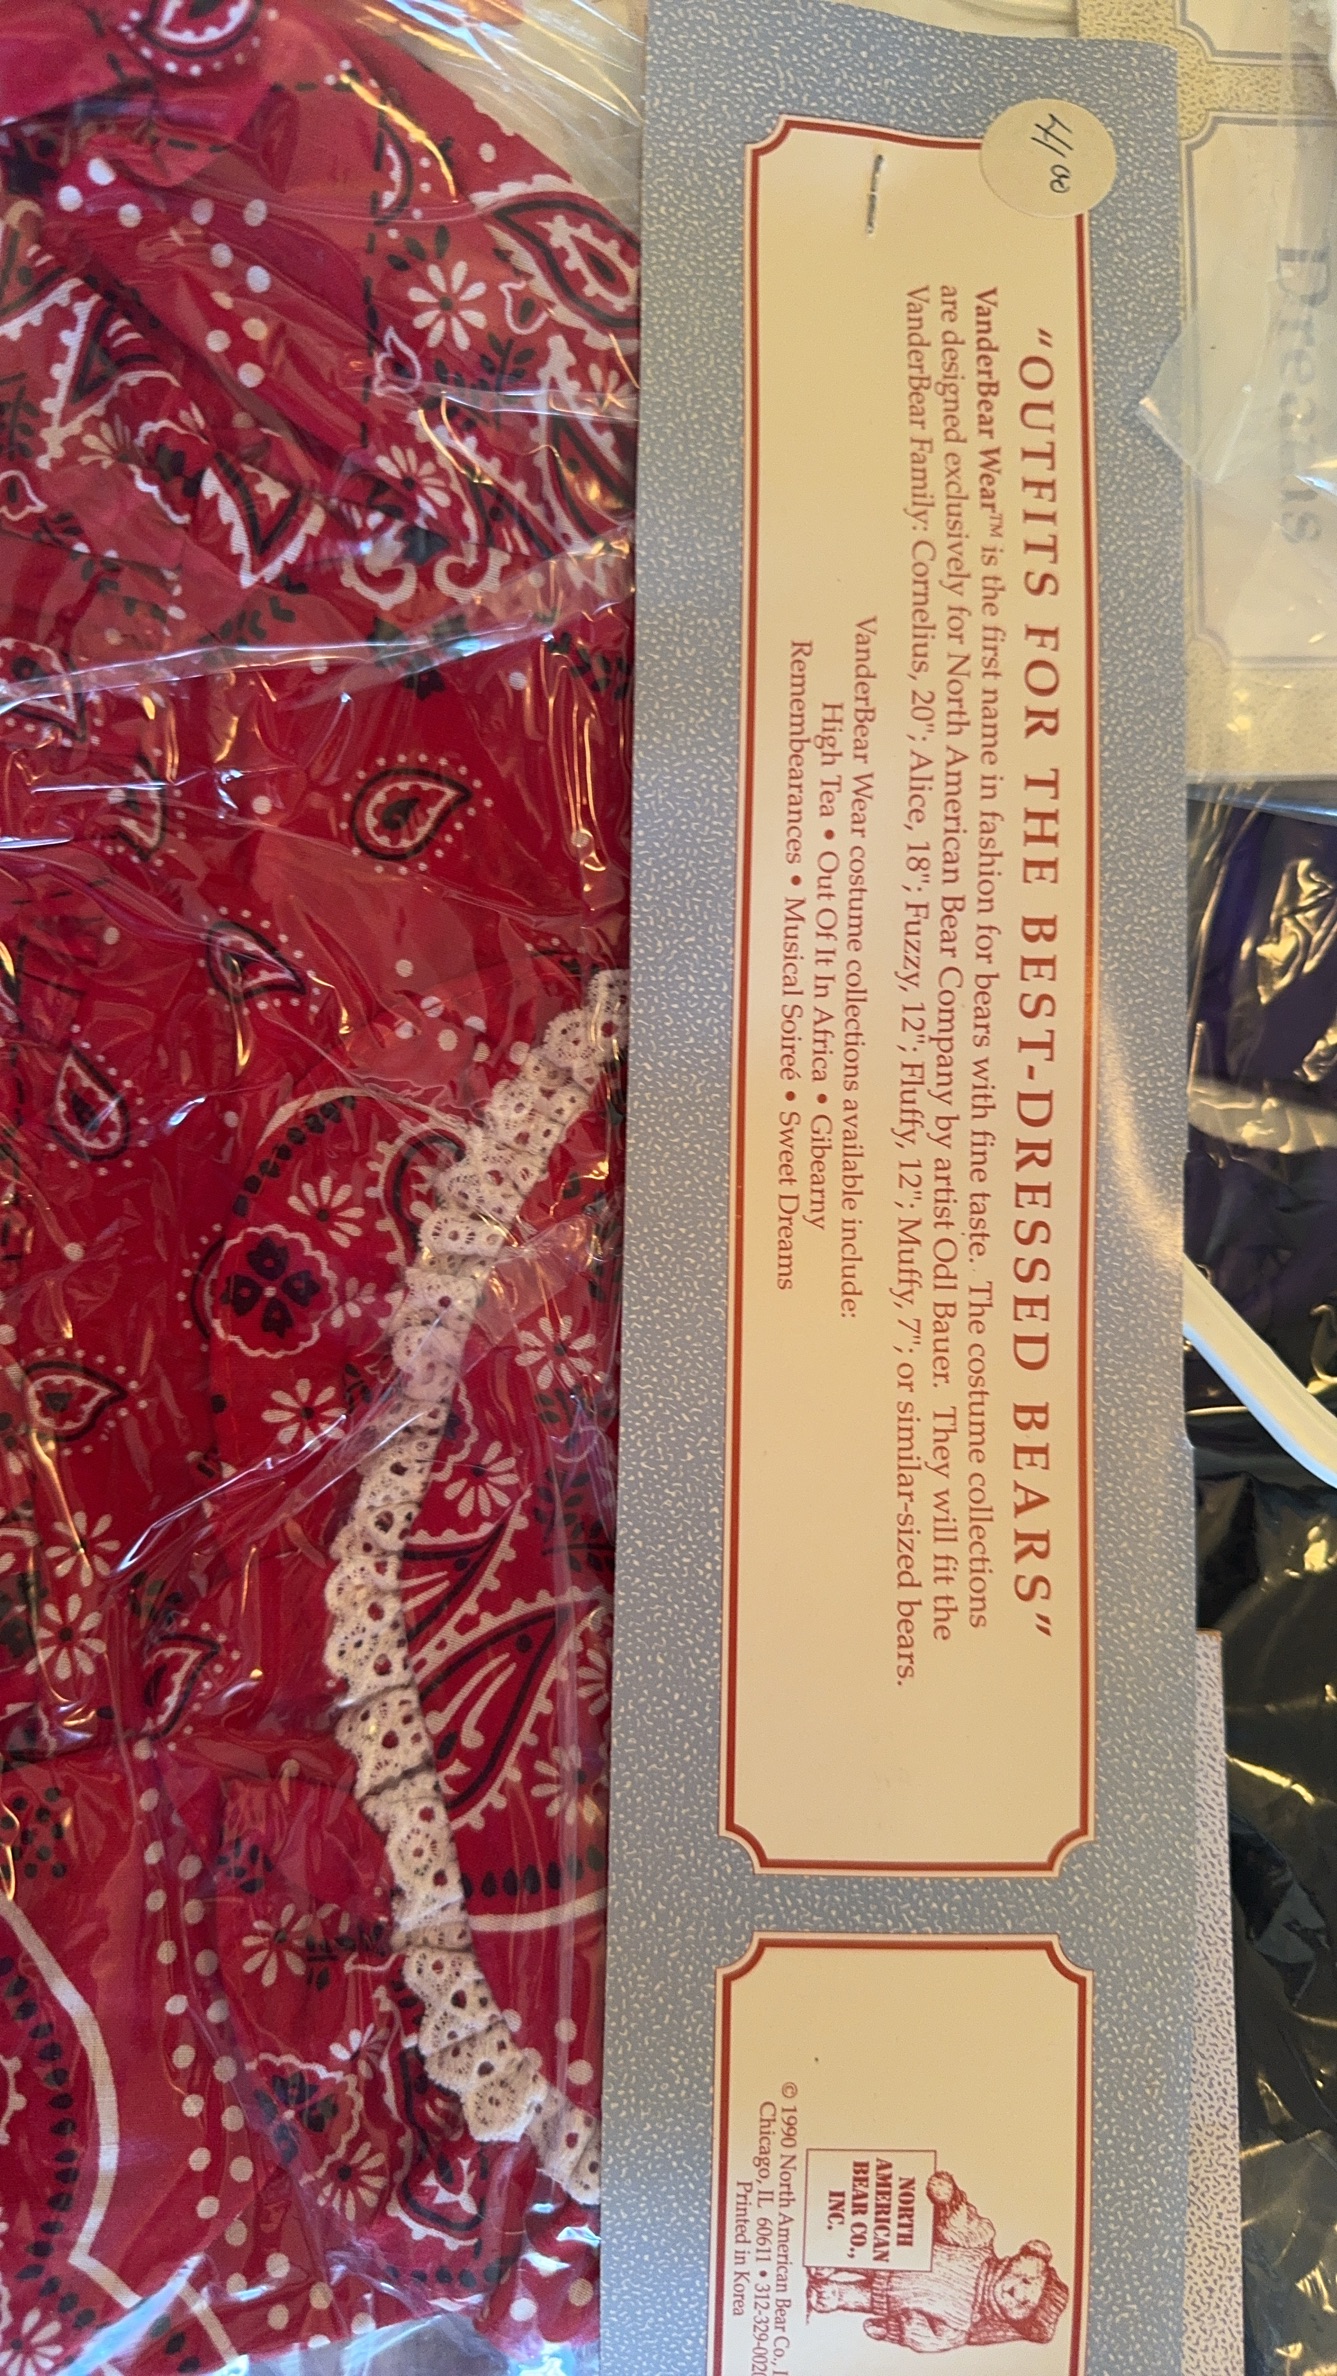 4/00
"OUTFITS FOR THE BEST-DRESSED BEARS"
VanderBear Wear™ is the first name in fashion for bears with fine taste. The costume collections
are designed exclusively for North American Bear Company by artist Odl Bauer. They will fit the
VanderBear Family: Cornelius, 20"; Alice, 18"; Fuzzy, 12"; Fluffy, 12"; Muffy, 7"; or similar-sized bears.
VanderBear Wear costume collections available include:
High Tea • Out Of It In Africa • Gibearny
Remembearances • Musical Soireé • Sweet Dreams
NORTH
AMERICAN
BEAR CO.,
INC.
© 1990 North American Bear Co., I
Chicago, IL 60611 • 312-329-0020
Printed in Korea
Dreams